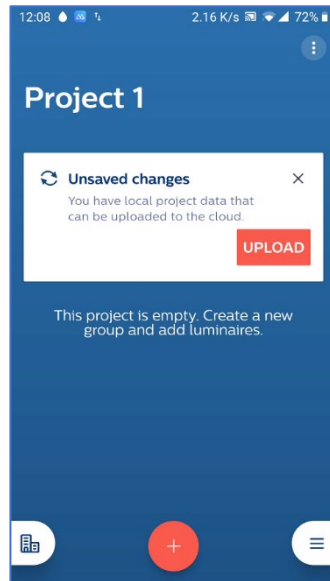 12:08 2.16 K/s 72%
Project 1
Unsaved changes
You have local project data that
can be uploaded to the cloud.
UPLOAD
This project is empty. Create a new
group and add luminaires.